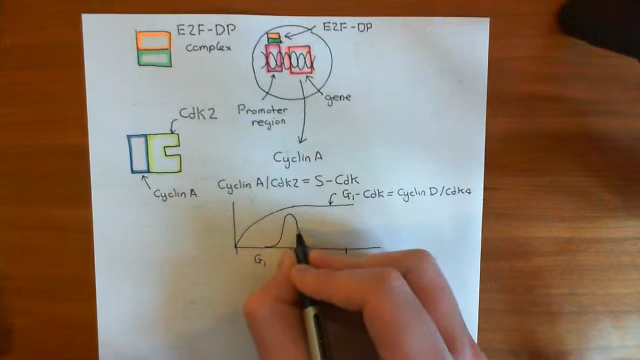 E2F-DP
complex
E2F-DP
Promoter
region
gene
Cdk2
Cyclin A
Cyclin A
Cyclin A/Cdk2 = S-Cdk
G1-Cdk = Cyclin D/Cdk4
G1